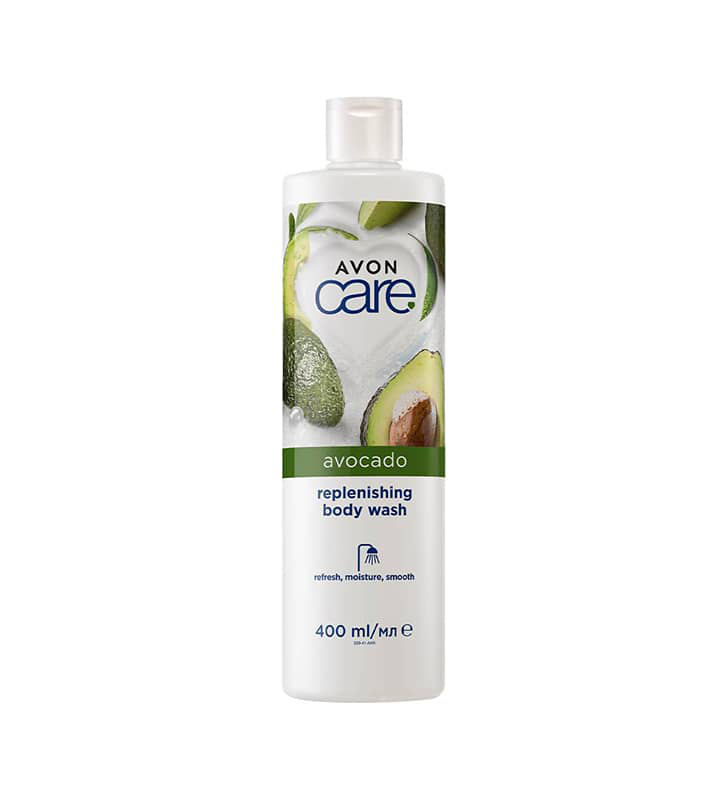 AVON
care
avocado
replenishing
body wash
refresh, moisture, smooth
400 ml/мл ℮